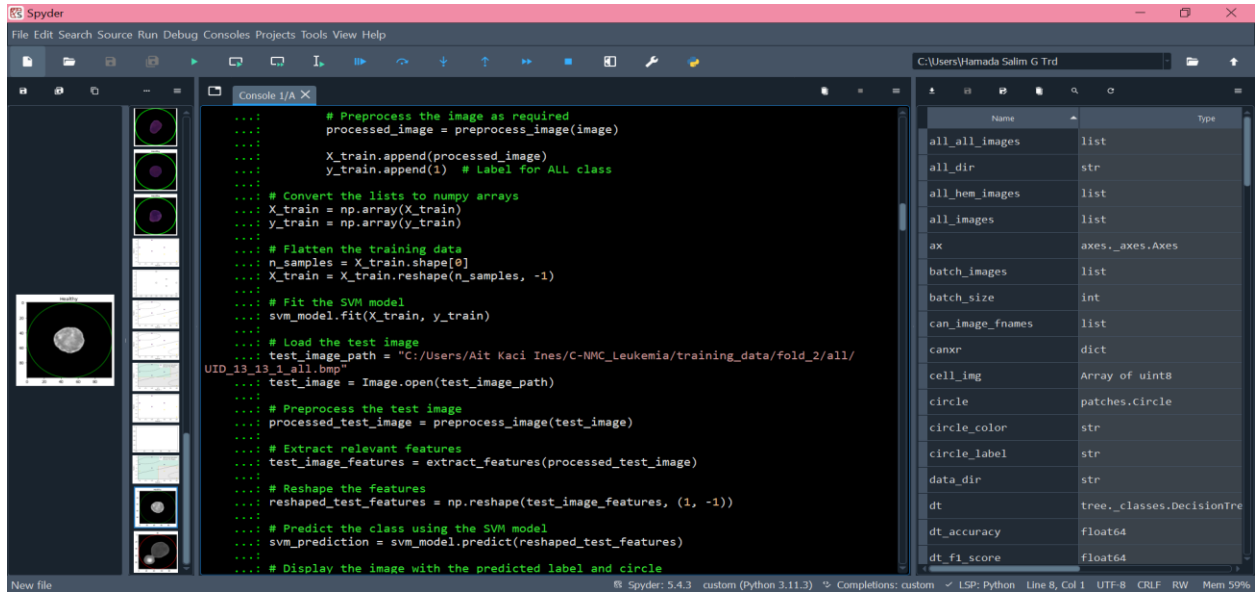 Spyder
File Edit Search Source Run Debug Consoles Projects Tools View Help
C:\Users\Hamada Salim G Trd
Console 1/A
Healthy
...: # Preprocess the image as required
...: processed_image = preprocess_image(image)
...:
...: X_train.append(processed_image)
...: y_train.append(1) # Label for ALL class
...:
...: # Convert the lists to numpy arrays
...: X_train = np.array(X_train)
...: y_train = np.array(y_train)
...:
...: # Flatten the training data
...: n_samples = X_train.shape[0]
...: X_train = X_train.reshape(n_samples, -1)
...:
...: # Fit the SVM model
...: svm_model.fit(X_train, y_train)
...:
...: # Load the test image
...: test_image_path = "C:/Users/Ait Kaci Ines/C-NMC_Leukemia/training_data/fold_2/all/
UID_13_13_1_all.bmp"
...: test_image = Image.open(test_image_path)
...:
...: # Preprocess the test image
...: processed_test_image = preprocess_image(test_image)
...:
...: # Extract relevant features
...: test_image_features = extract_features(processed_test_image)
...:
...: # Reshape the features
...: reshaped_test_features = np.reshape(test_image_features, (1, -1))
...:
...: # Predict the class using the SVM model
...: svm_prediction = svm_model.predict(reshaped_test_features)
...:
...: # Display the image with the predicted label and circle
Name Type
all_all_images list
all_dir str
all_hem_images list
all_images list
ax axes._axes.Axes
batch_images list
batch_size int
can_image_fnames list
canxr dict
cell_img Array of uint8
circle patches.Circle
circle_color str
circle_label str
data_dir str
dt tree._classes.DecisionTre
dt_accuracy float64
dt_f1_score float64
New file
Spyder: 5.4.3 custom (Python 3.11.3) Completions: custom LSP: Python Line 8, Col 1 UTF-8 CRLF RW Mem 59%